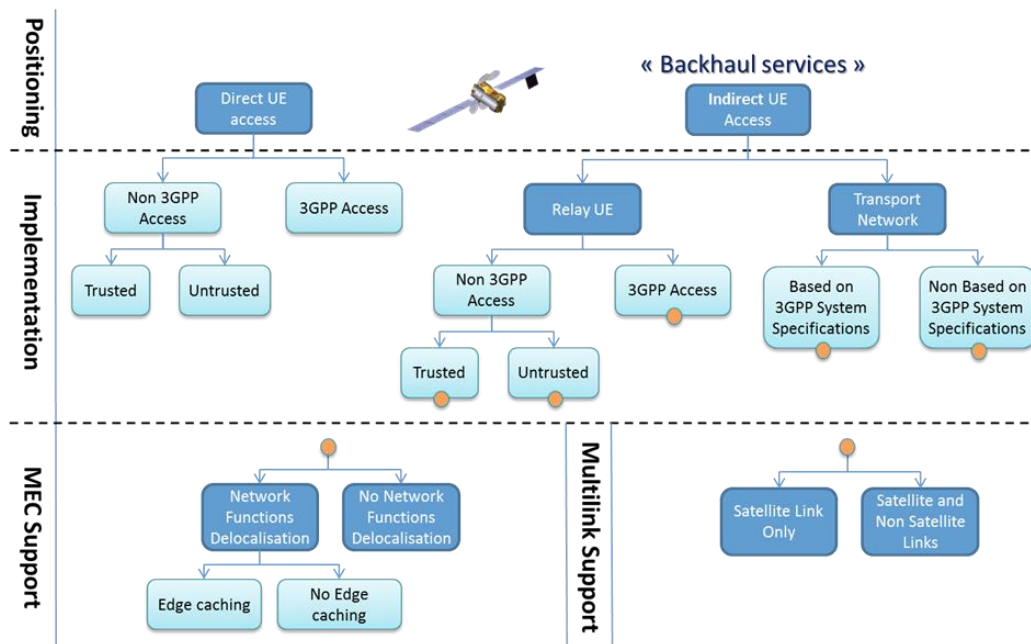 Positioning
« Backhaul services »
Direct UE
access
Indirect UE
Access
Implementation
Non 3GPP
Access
3GPP Access
Relay UE
Transport
Network
Trusted
Untrusted
Non 3GPP
Access
3GPP Access
Based on
3GPP System
Specifications
Non Based on
3GPP System
Specifications
Trusted
Untrusted
MEC Support
Network
Functions
Delocalisation
No Network
Functions
Delocalisation
Edge caching
No Edge
caching
Multilink Support
Satellite Link
Only
Satellite and
Non Satellite
Links